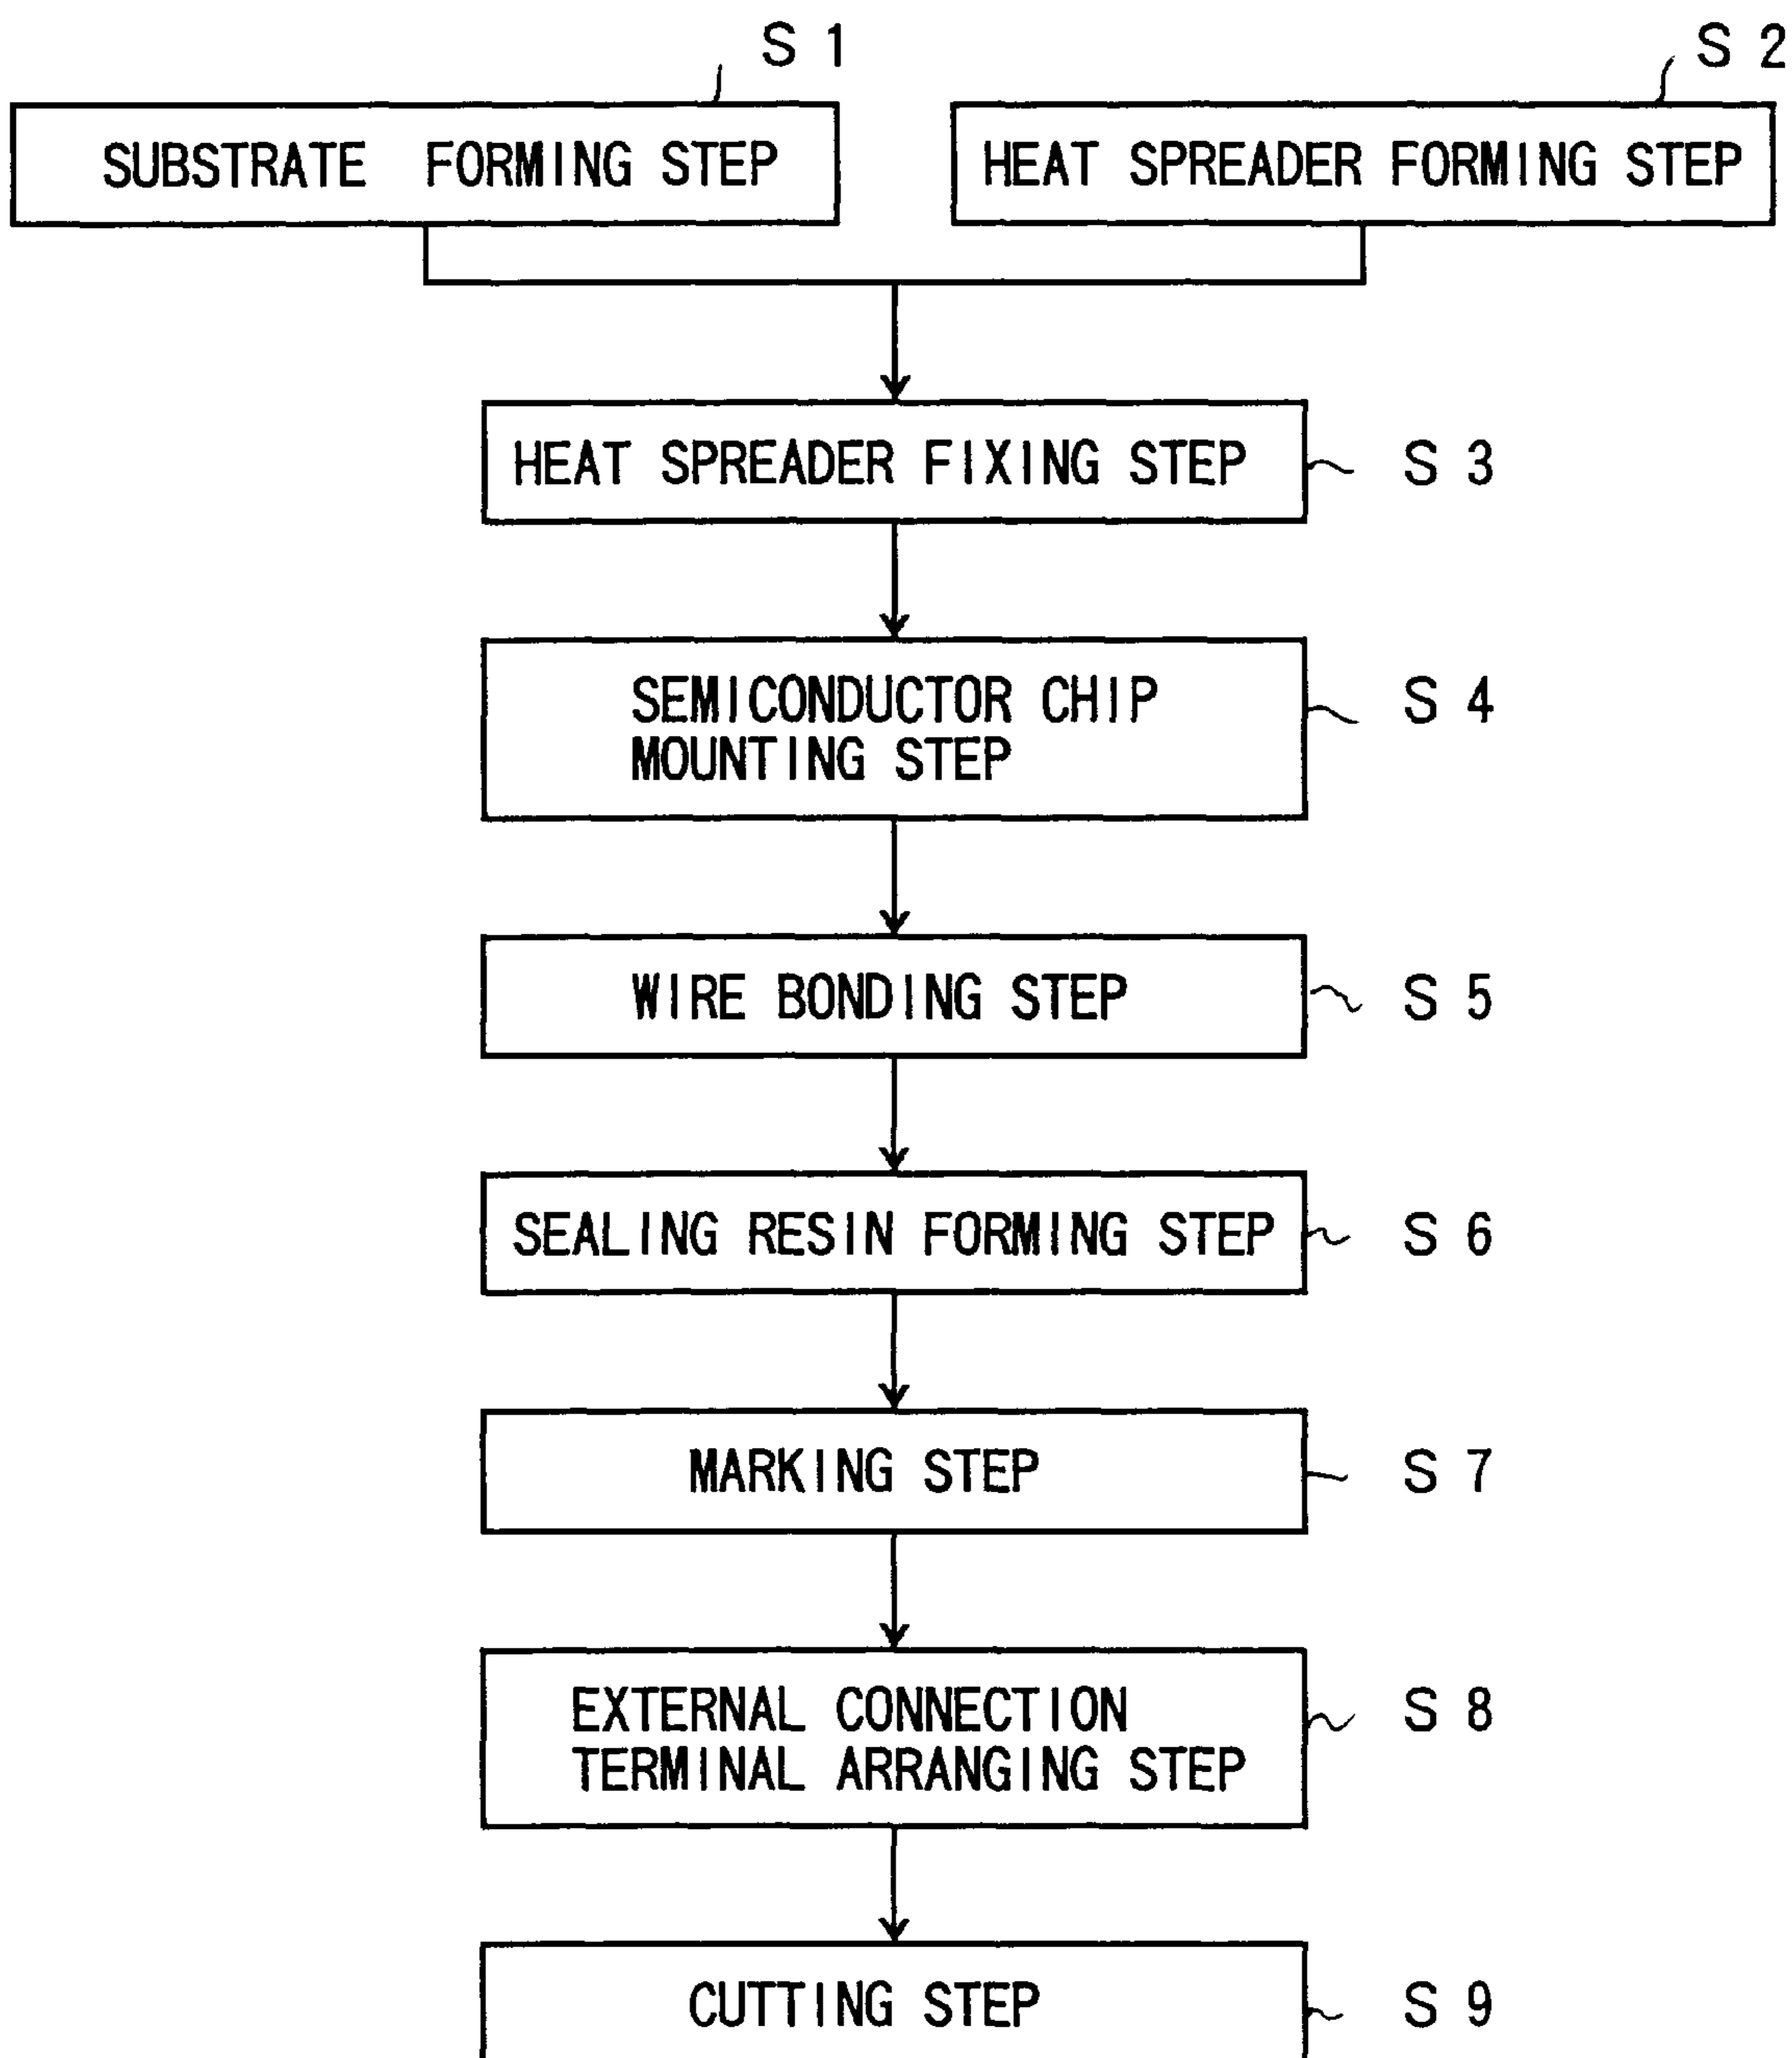 S 1
S 2
SUBSTRATE FORMING STEP
HEAT SPREADER FORMING STEP
HEAT SPREADER FIXING STEP
S 3
SEMICONDUCTOR CHIP
MOUNTING STEP
S 4
WIRE BONDING STEP
S 5
SEALING RESIN FORMING STEP
S 6
MARKING STEP
S 7
EXTERNAL CONNECTION
TERMINAL ARRANGING STEP
S 8
CUTTING STEP
S 9